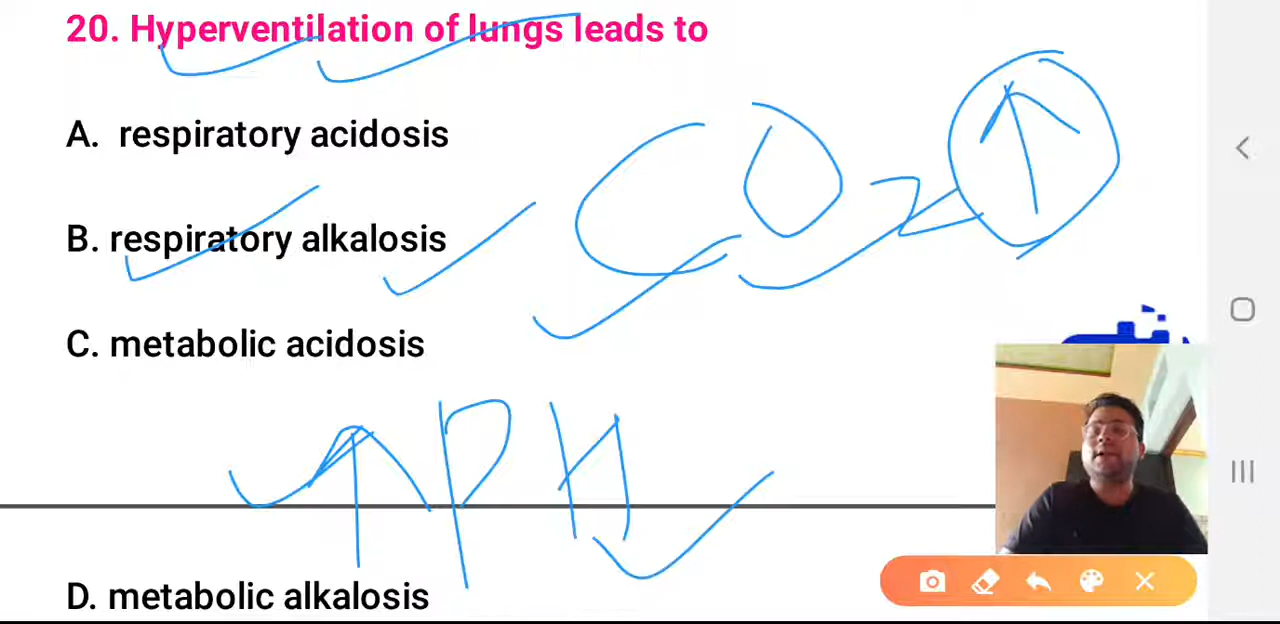 20. Hyperventilation of lungs leads to
A. respiratory acidosis
CO2 ↑
B. respiratory alkalosis
C. metabolic acidosis
↑ PH
D. metabolic alkalosis